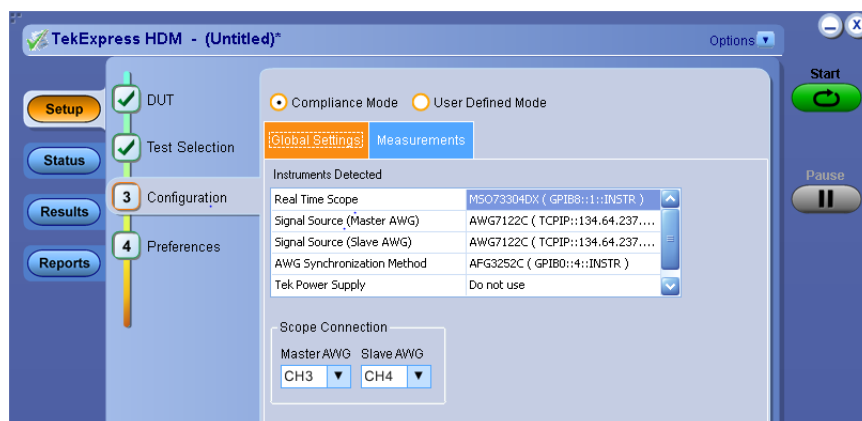 TekExpress HDM - (Untitled)*
Options
Start
Pause
Setup
Status
Results
Reports
DUT
Test Selection
3 Configuration
4 Preferences
Compliance Mode User Defined Mode
Global Settings Measurements
Instruments Detected
Real Time Scope MSO73304DX ( GPIB8::1::INSTR )
Signal Source (Master AWG) AWG7122C ( TCPIP::134.64.237....
Signal Source (Slave AWG) AWG7122C ( TCPIP::134.64.237....
AWG Synchronization Method AFG3252C ( GPIB0::4::INSTR )
Tek Power Supply Do not use
Scope Connection
Master AWG Slave AWG
CH3 CH4